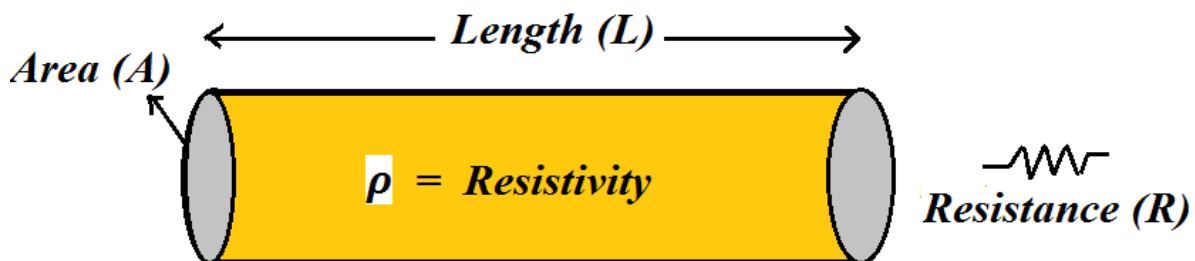 Length (L)
Area (A)
ρ = Resistivity
Resistance (R)